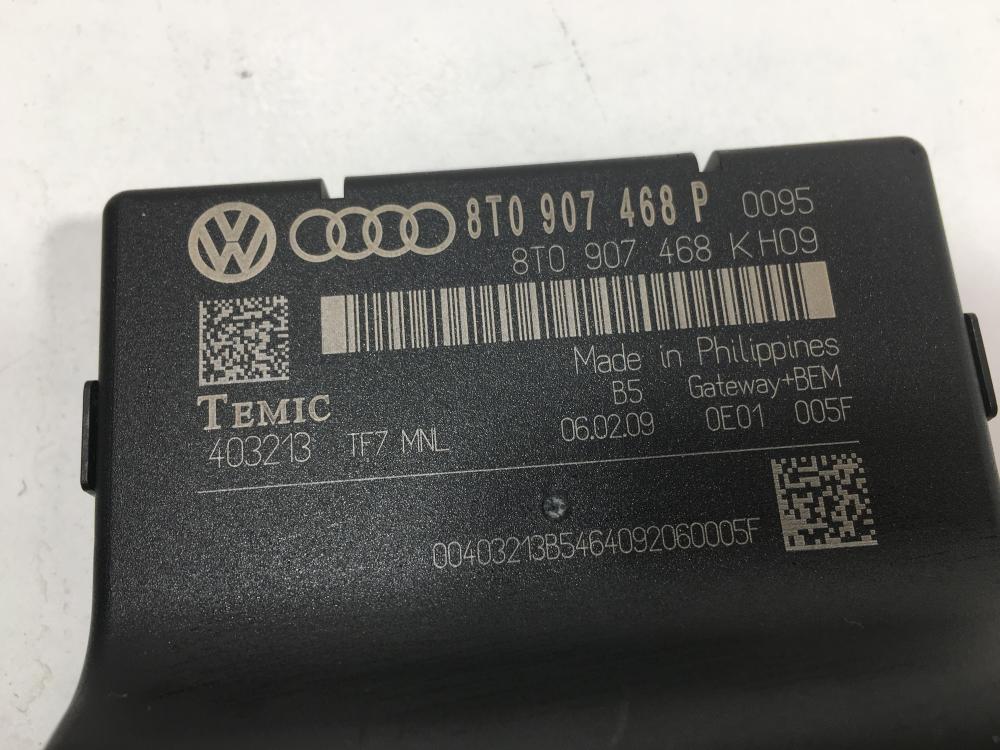 8T0 907 468 P 0095
8T0 907 468 K H09
Made in Philippines
B5 Gateway+BEM
TEMIC
06.02.09 0E01 005F
403213 TF7 MNL
00403213B5464092060005F